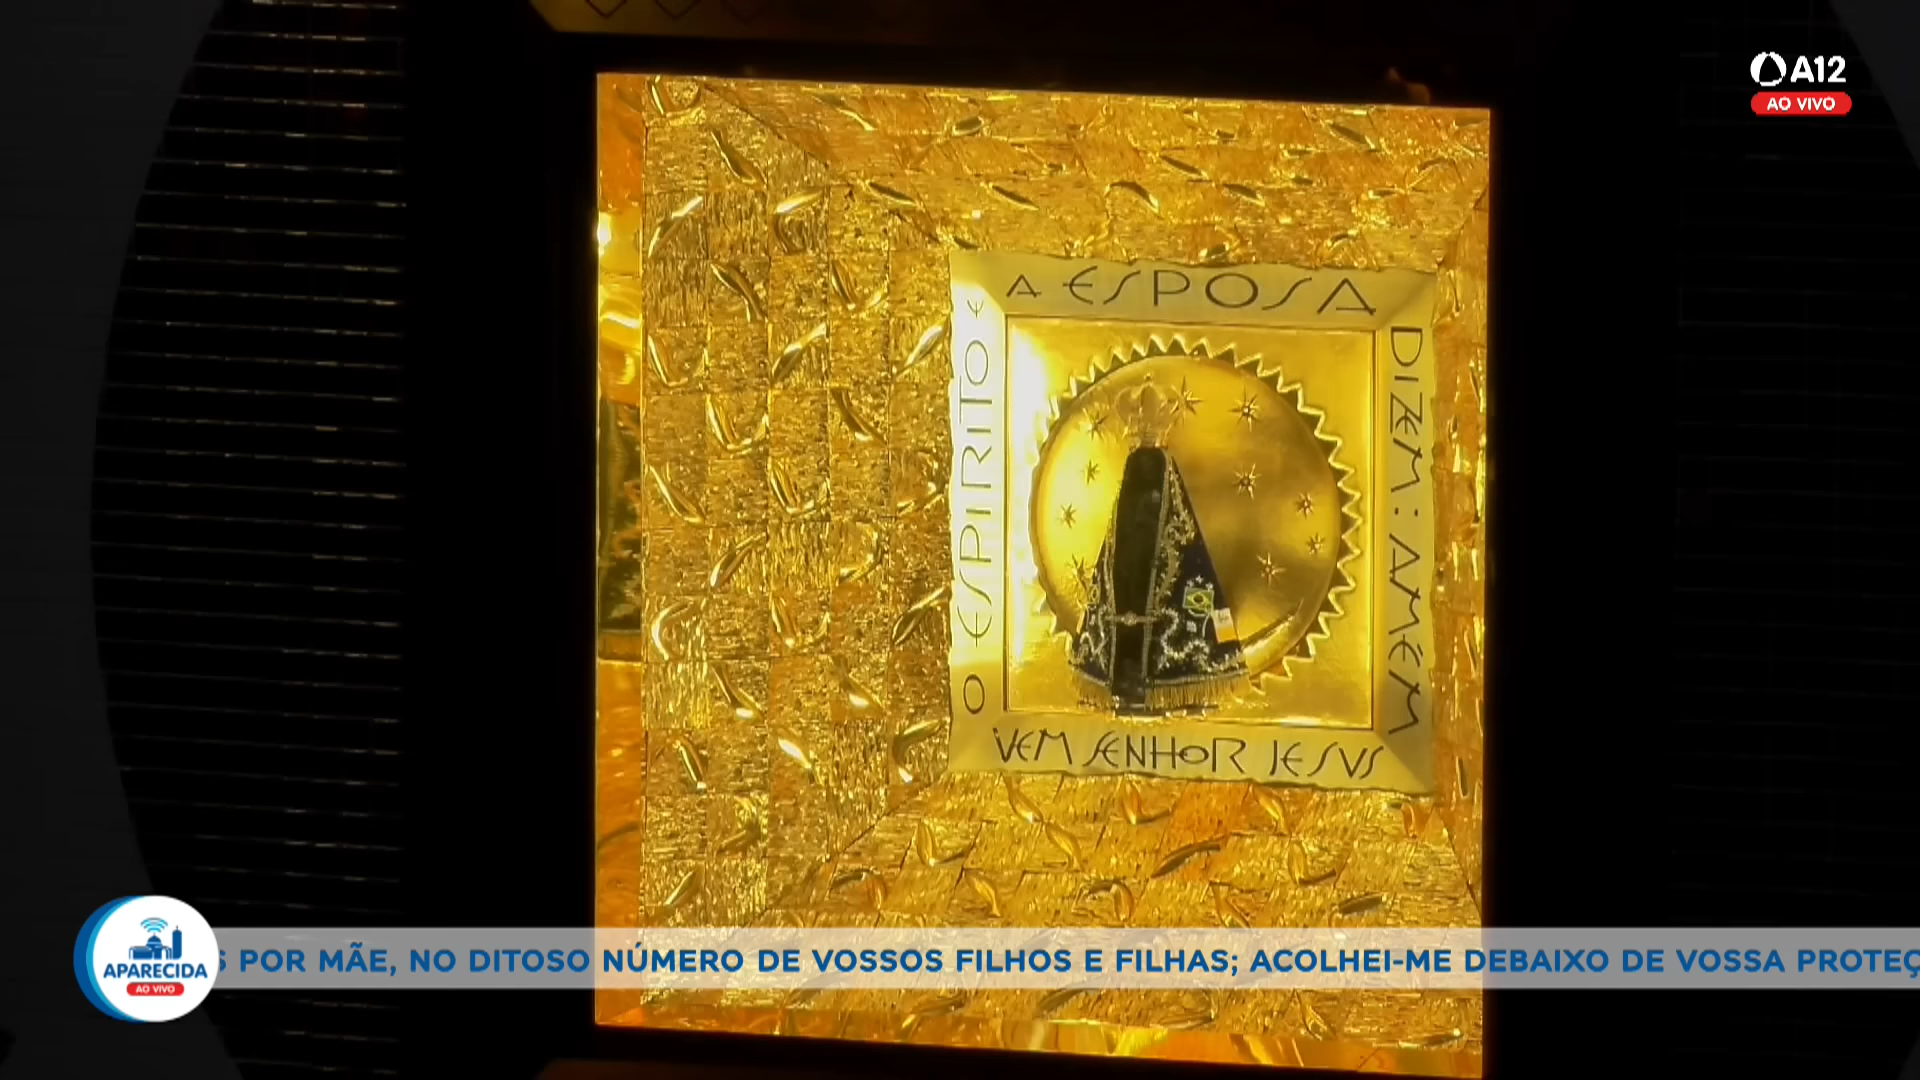 A12
AO VIVO
O ESPIRITO E
A ESPOSA
DIZEM: AMÉM
VEM SENHOR JESUS
APARECIDA
AO VIVO
S POR MÃE, NO DITOSO NÚMERO DE VOSSOS FILHOS E FILHAS; ACOLHEI-ME DEBAIXO DE VOSSA PROTEÇ